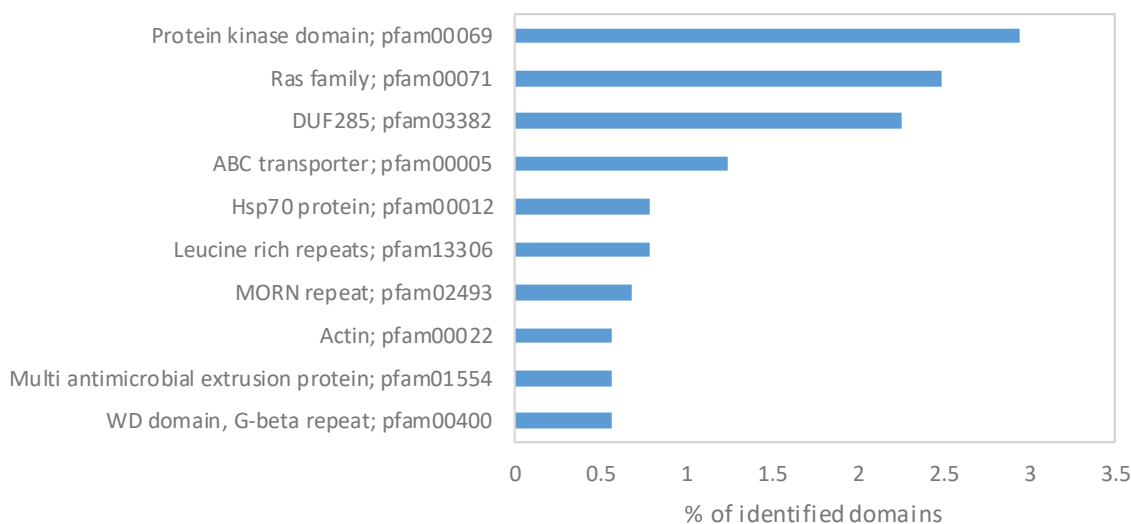 Protein kinase domain; pfam00069
Ras family; pfam00071
DUF285; pfam03382
ABC transporter; pfam00005
Hsp70 protein; pfam00012
Leucine rich repeats; pfam13306
MORN repeat; pfam02493
Actin; pfam00022
Multi antimicrobial extrusion protein; pfam01554
WD domain, G-beta repeat; pfam00400
0 0.5 1 1.5 2 2.5 3 3.5
% of identified domains